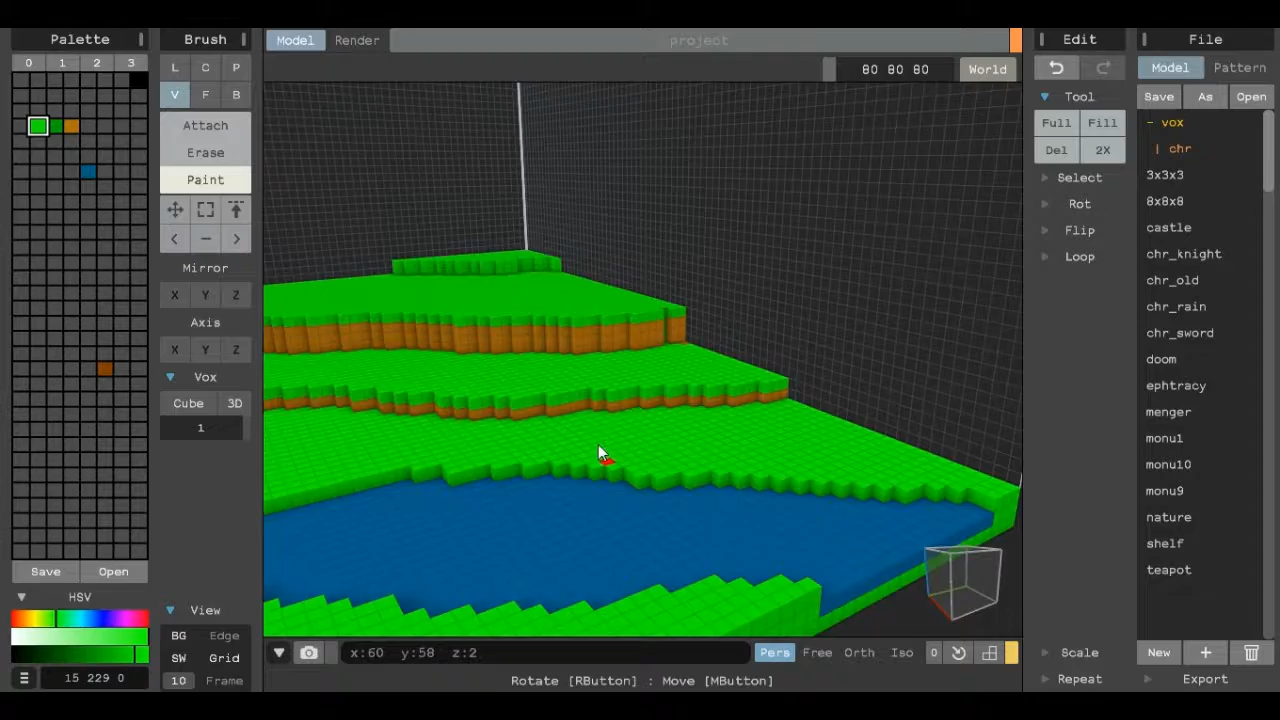 Palette
0 1 2 3
Save Open
HSV
15 229 0
Brush
L C P
V F B
Attach
Erase
Paint
Mirror
X Y Z
Axis
X Y Z
Vox
Cube 3D
1
View
BG Edge
SW Grid
10 Frame
Model Render project
80 80 80 World
x:60 y:58 z:2
Pers Free Orth Iso 0
Rotate [RButton] : Move [MButton]
Edit
Tool
Full Fill
Del 2X
Select
Rot
Flip
Loop
Scale
Repeat
File
Model Pattern
Save As Open
- vox
| chr
3x3x3
8x8x8
castle
chr_knight
chr_old
chr_rain
chr_sword
doom
ephtracy
menger
monu1
monu10
monu9
nature
shelf
teapot
New +
Export